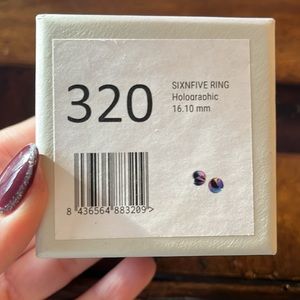 320
SIXNFIVE RING
Holographic
16.10 mm
8 436564 883209>